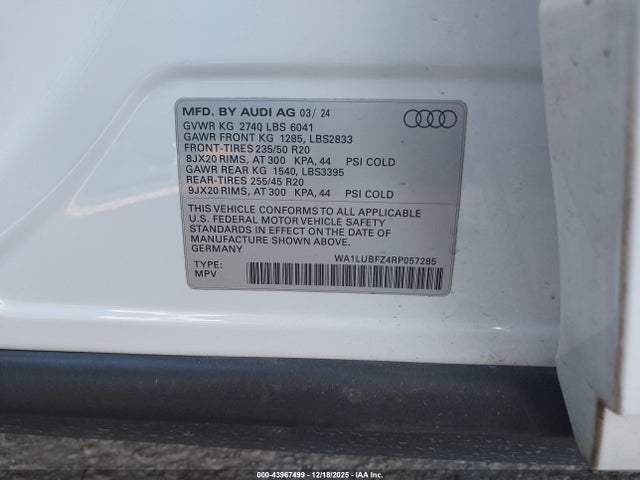 MFD. BY AUDI AG 03/ 24
GVWR KG 2740 LBS 6041
GAWR FRONT KG 1285, LBS2833
FRONT-TIRES 235/50 R20
8JX20 RIMS, AT 300 KPA, 44 PSI COLD
GAWR REAR KG 1540, LBS3395
REAR-TIRES 255/45 R20
9JX20 RIMS, AT 300 KPA, 44 PSI COLD
THIS VEHICLE CONFORMS TO ALL APPLICABLE
U.S. FEDERAL MOTOR VEHICLE SAFETY
STANDARDS IN EFFECT ON THE DATE OF
MANUFACTURE SHOWN ABOVE.
GERMANY
WA1LUBFZ4RP057285
TYPE:
MPV
000-43967499 - 12/18/2025 - IAA Inc.